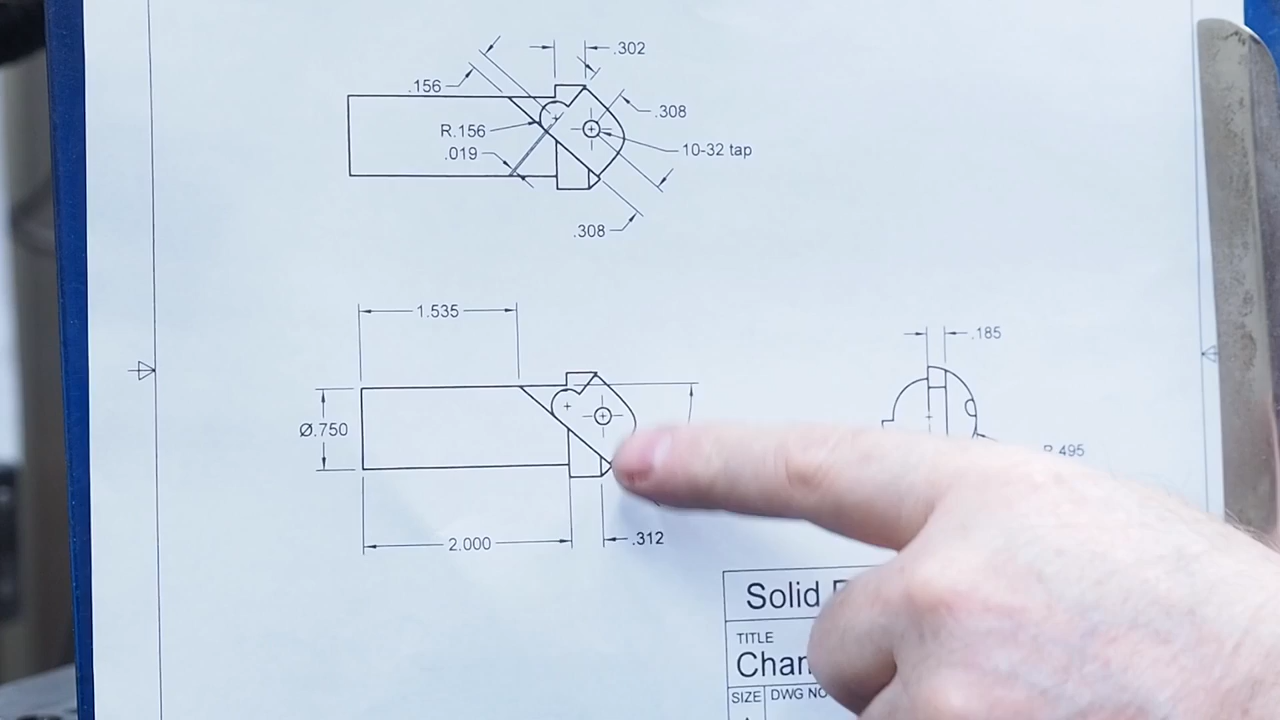 .302
.156
.308
R.156
10-32 tap
.019
.308
1.535
.185
Ø.750
.495
2.000
.312
Solid
TITLE
SIZE
DWG NO